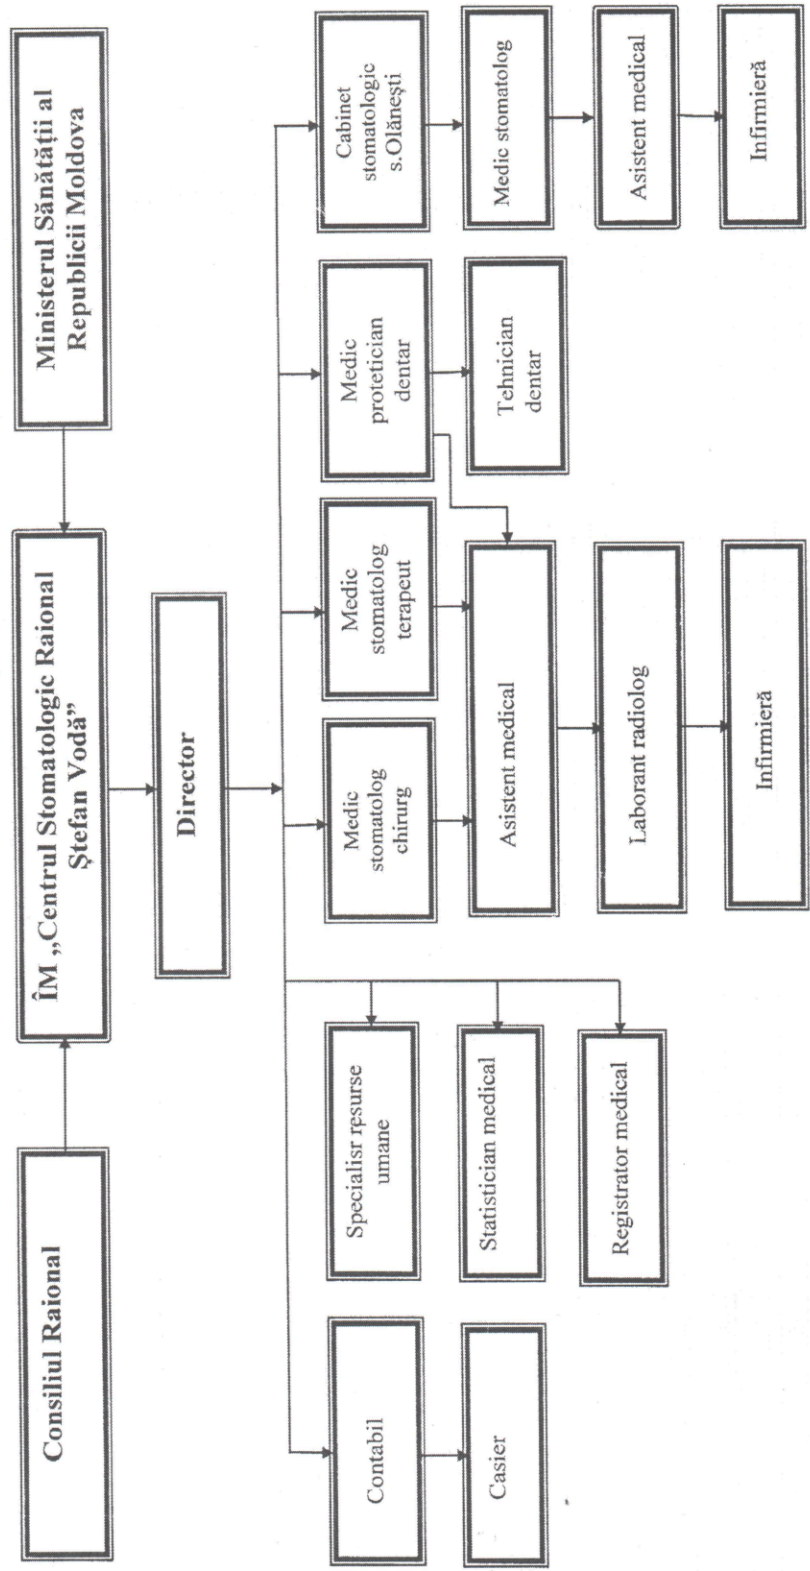 Consiliul Raional
ÎM „Centrul Stomatologic Raional
Ștefan Vodă”
Ministerul Sănătății al
Republicii Moldova
Director
Contabil
Casier
Specialisr resurse
umane
Statistician medical
Registrator medical
Medic
stomatolog
chirurg
Medic
stomatolog
terapeut
Medic
protetician
dentar
Cabinet
stomatologic
s.Olănești
Asistent medical
Laborant radiolog
Infirmieră
Tehnician
dentar
Medic stomatolog
Asistent medical
Infirmieră